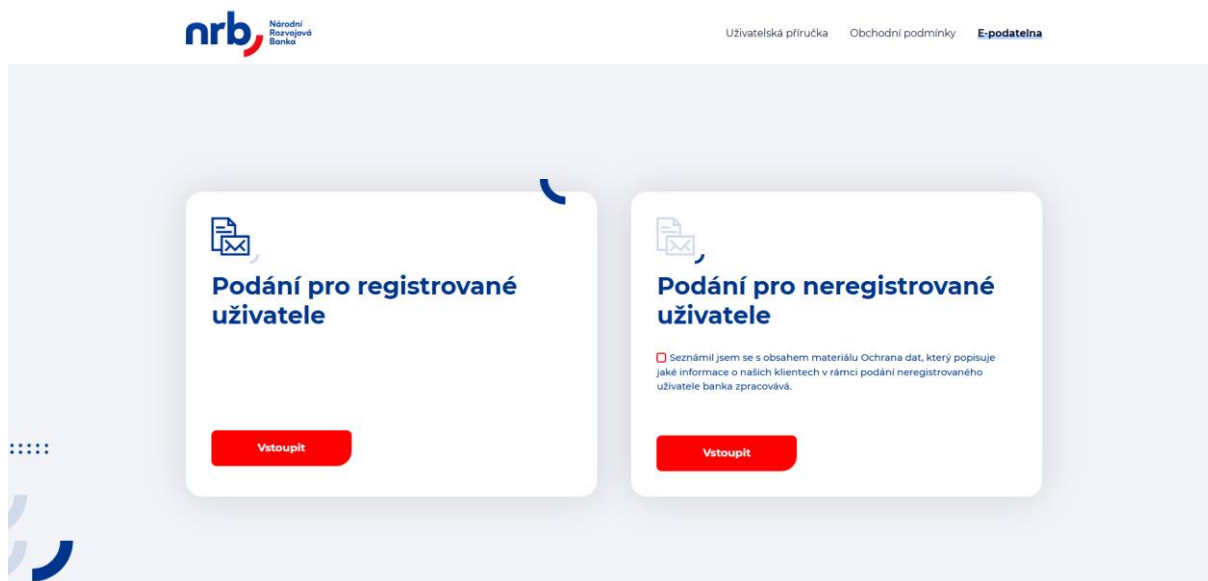 nrb
Národní
Rozvojová
Banka
Uživatelská příručka
Obchodní podmínky
E-podatelna
Podání pro registrované
uživatele
Vstoupit
Podání pro neregistrované
uživatele
Seznámil jsem se s obsahem materiálu Ochrana dat, který popisuje
jaké informace o našich klientech v rámci podání neregistrovaného
uživatele banka zpracovává.
Vstoupit